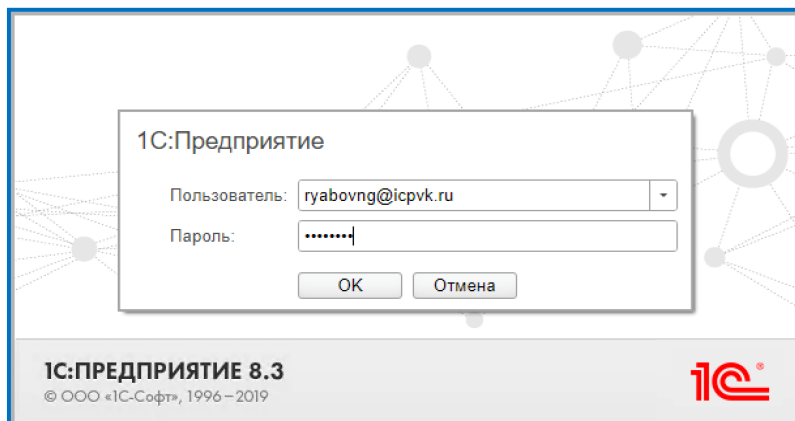 1С:Предприятие
Пользователь: ryabovng@icpvk.ru
Пароль: ••••••••
OK Отмена
1С:ПРЕДПРИЯТИЕ 8.3
© ООО «1С-Софт», 1996–2019
1С®